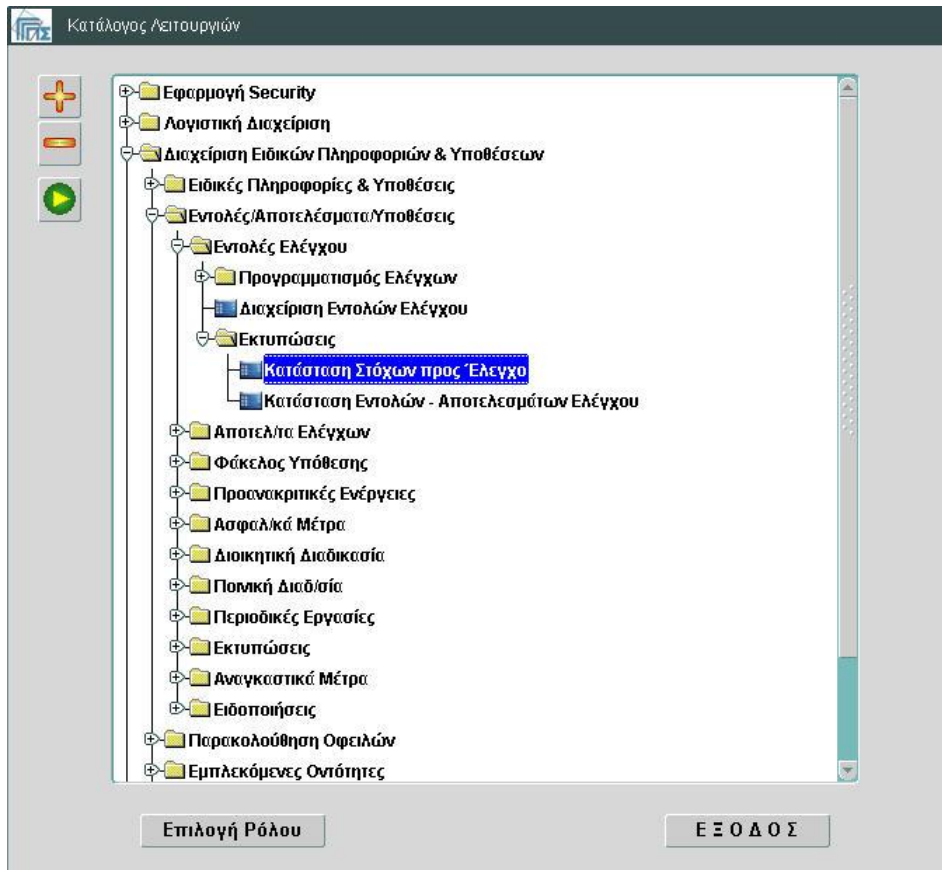 Κατάλογος Λειτουργιών
Εφαρμογή Security
Λογιστική Διαχείριση
Διαχείριση Ειδικών Πληροφοριών & Υποθέσεων
Ειδικές Πληροφορίες & Υποθέσεις
Εντολές/Αποτελέσματα/Υποθέσεις
Εντολές Ελέγχου
Προγραμματισμός Ελέγχων
Διαχείριση Εντολών Ελέγχου
Εκτυπώσεις
Κατάσταση Στόχων προς Έλεγχο
Κατάσταση Εντολών - Αποτελεσμάτων Ελέγχου
Αποτελ/τα Ελέγχων
Φάκελος Υπόθεσης
Προανακριτικές Ενέργειες
Ασφαλ/κά Μέτρα
Διοικητική Διαδικασία
Ποινική Διαδ/σία
Περιοδικές Εργασίες
Εκτυπώσεις
Αναγκαστικά Μέτρα
Ειδοποιήσεις
Παρακολούθηση Οφειλών
Εμπλεκόμενες Οντότητες
Επιλογή Ρόλου
Ε Ξ Ο Δ Ο Σ